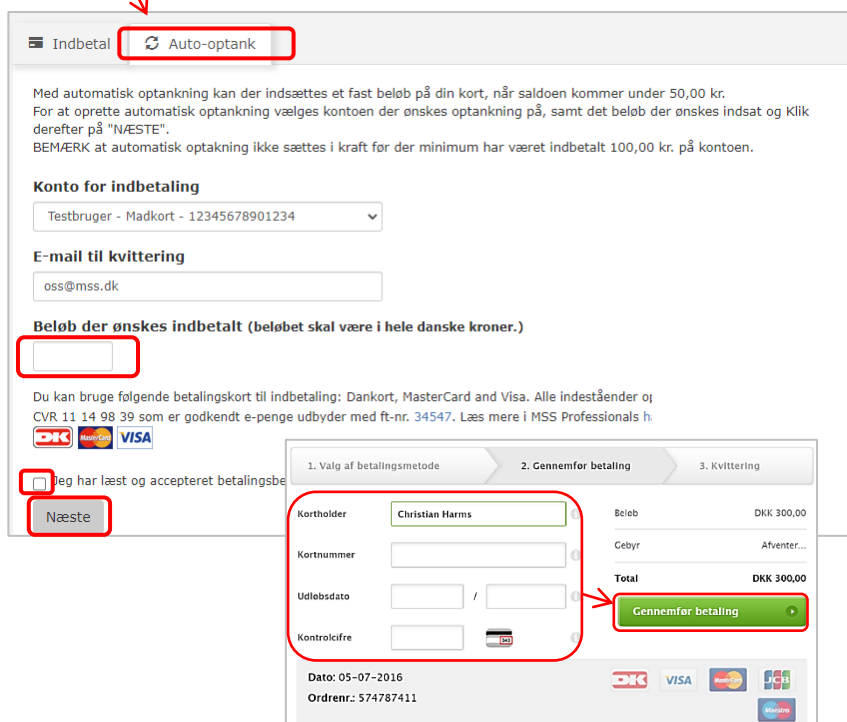 Indbetal
Auto-optank
Med automatisk optankning kan der indsættes et fast beløb på din kort, når saldoen kommer under 50,00 kr.
For at oprette automatisk optankning vælges kontoen der ønskes optankning på, samt det beløb der ønskes indsat og Klik
derefter på "NÆSTE".
BEMÆRK at automatisk optakning ikke sættes i kraft før der minimum har været indbetalt 100,00 kr. på kontoen.
Konto for indbetaling
Testbruger - Madkort - 12345678901234
E-mail til kvittering
oss@mss.dk
Beløb der ønskes indbetalt (beløbet skal være i hele danske kroner.)
Du kan bruge følgende betalingskort til indbetaling: Dankort, MasterCard and Visa. Alle indeståender o
CVR 11 14 98 39 som er godkendt e-penge udbyder med ft-nr. 34547. Læs mere i MSS Professionals h
DK MasterCard VISA
Jeg har læst og accepteret betalingsbe
Næste
1. Valg af betalingsmetode
2. Gennemfør betaling
3. Kvittering
Kortholder
Christian Harms
Kortnummer
Udløbsdato
/
Kontrolcifre
Beløb DKK 300,00
Gebyr Afventer...
Total DKK 300,00
Gennemfør betaling
Dato: 05-07-2016
Ordrenr.: 574787411
DK VISA MasterCard JCB
Maestro